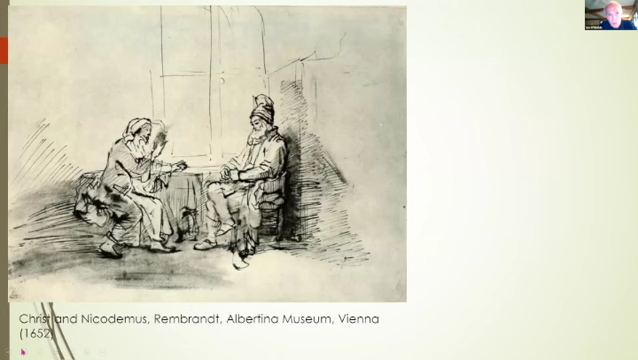 Christ and Nicodemus, Rembrandt, Albertina Museum, Vienna
(1652)